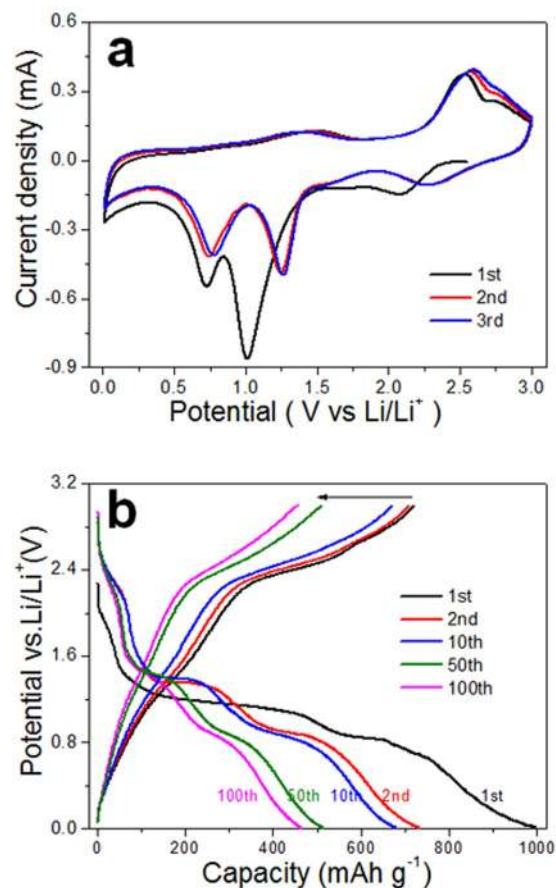 a
Current density (mA)
0.6
0.3
0.0
-0.3
-0.6
-0.9
1st
2nd
3rd
0.0 0.5 1.0 1.5 2.0 2.5 3.0
Potential ( V vs Li/Li⁺ )
b
Potential vs.Li/Li⁺(V)
3.2
2.4
1.6
0.8
0.0
1st
2nd
10th
50th
100th
100th 50th 10th 2nd 1st
0 200 400 600 800 1000
Capacity (mAh g⁻¹)